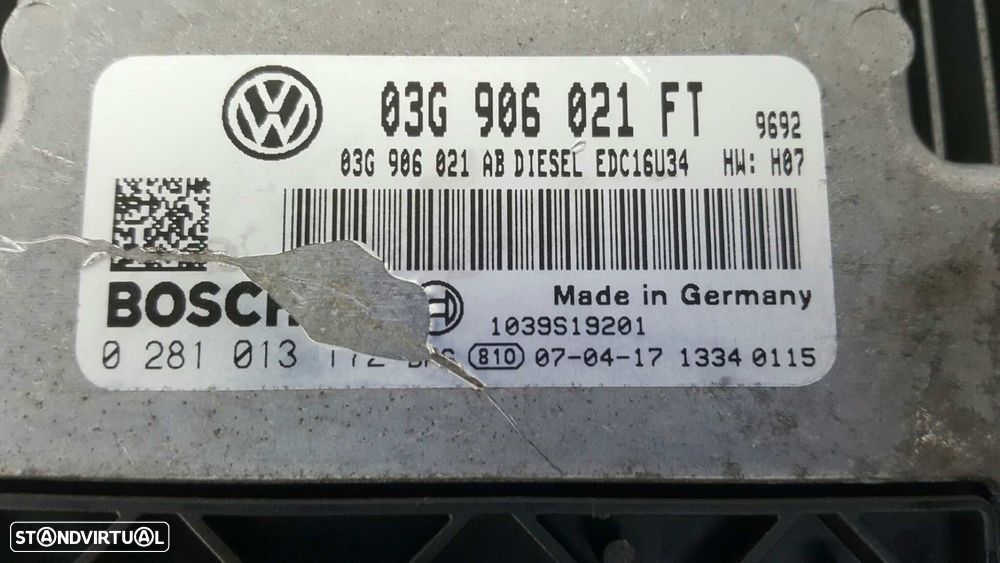 03G 906 021 FT 9692
03G 906 021 AB DIESEL EDC16U34 HW: H07
BOSCH
Made in Germany
1039S19201
0 281 013 810 07-04-17 1334 0115
STANDVIRTUAL